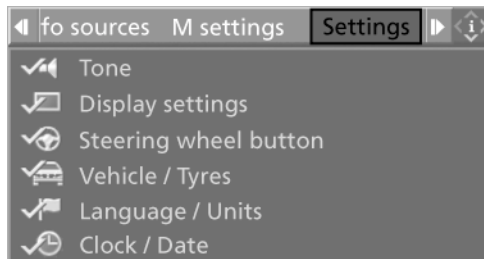 fo sources M settings Settings
Tone
Display settings
Steering wheel button
Vehicle / Tyres
Language / Units
Clock / Date